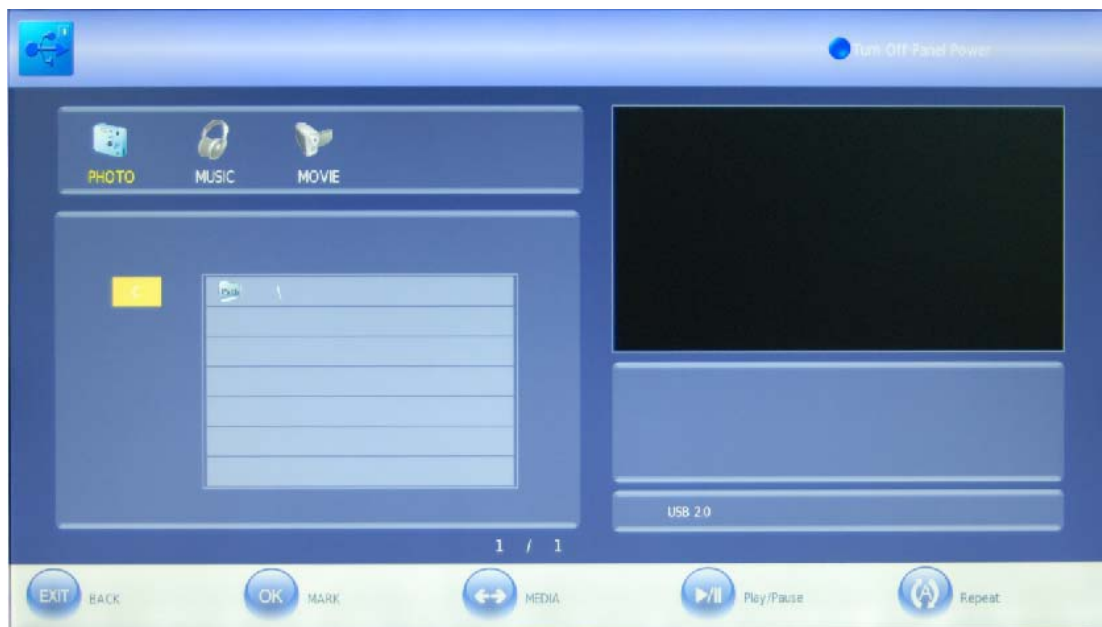 Turn Off Panel Power
PHOTO MUSIC MOVIE
<
\
USB 2.0
1 / 1
EXIT BACK OK MARK MEDIA Play/Pause A Repeat